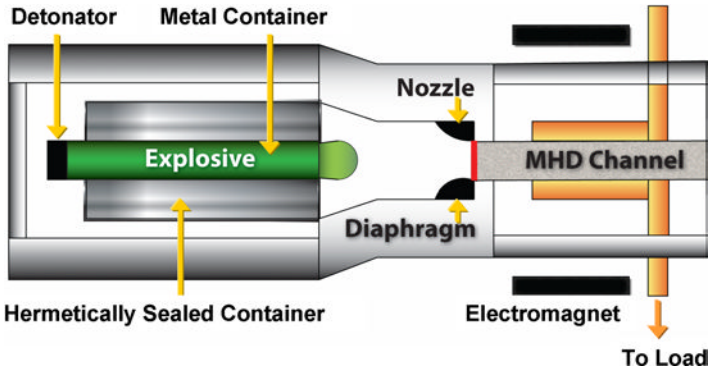 Detonator
Metal Container
Nozzle
Explosive
MHD Channel
Diaphragm
Hermetically Sealed Container
Electromagnet
To Load